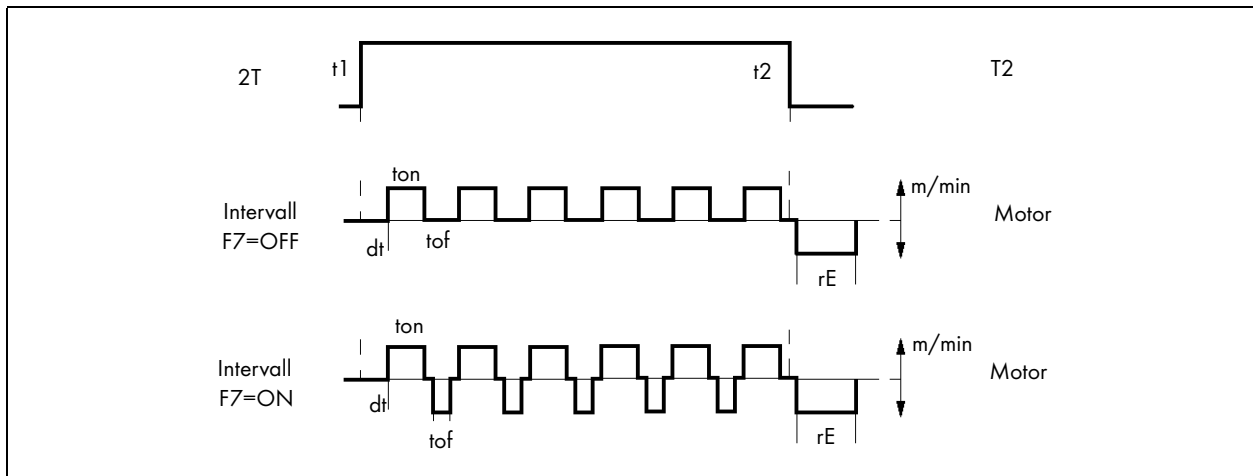 2T
t1
t2
T2
ton
m/min
Intervall
F7=OFF
dt
tof
Motor
rE
ton
m/min
Intervall
F7=ON
dt
tof
Motor
rE